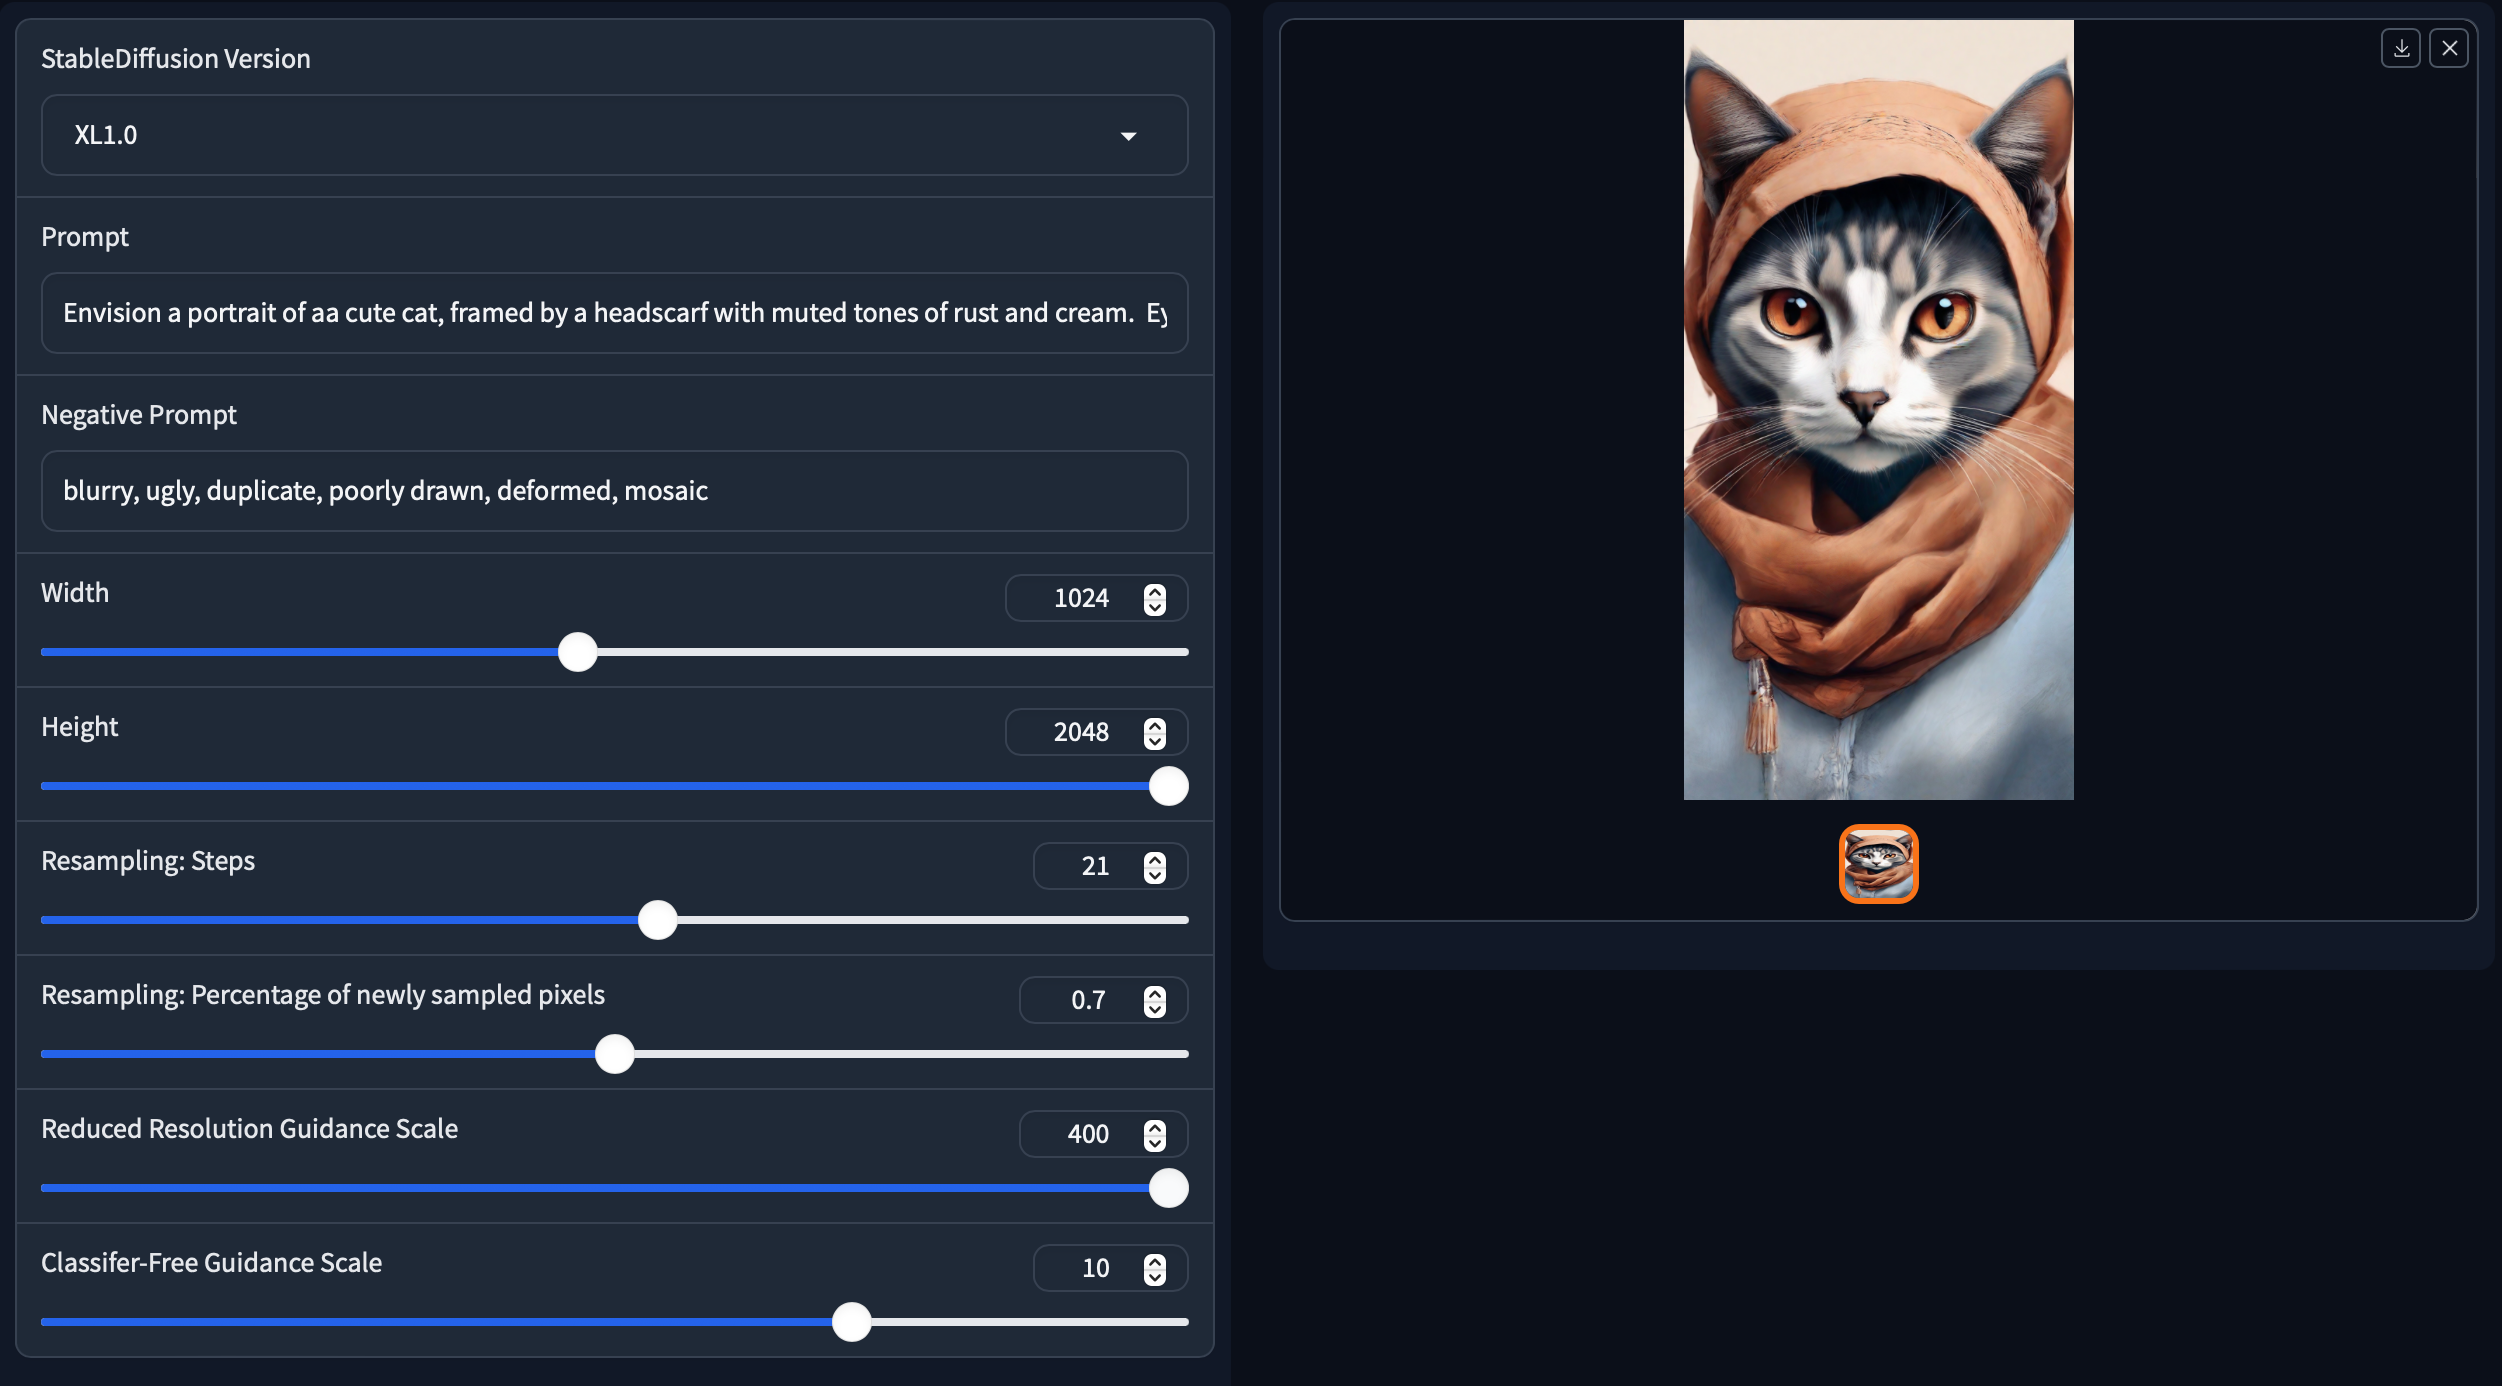 StableDiffusion Version
XL1.0
Prompt
Envision a portrait of aa cute cat, framed by a headscarf with muted tones of rust and cream.
Negative Prompt
blurry, ugly, duplicate, poorly drawn, deformed, mosaic
Width
1024
Height
2048
Resampling: Steps
21
Resampling: Percentage of newly sampled pixels
0.7
Reduced Resolution Guidance Scale
400
Classifer-Free Guidance Scale
10